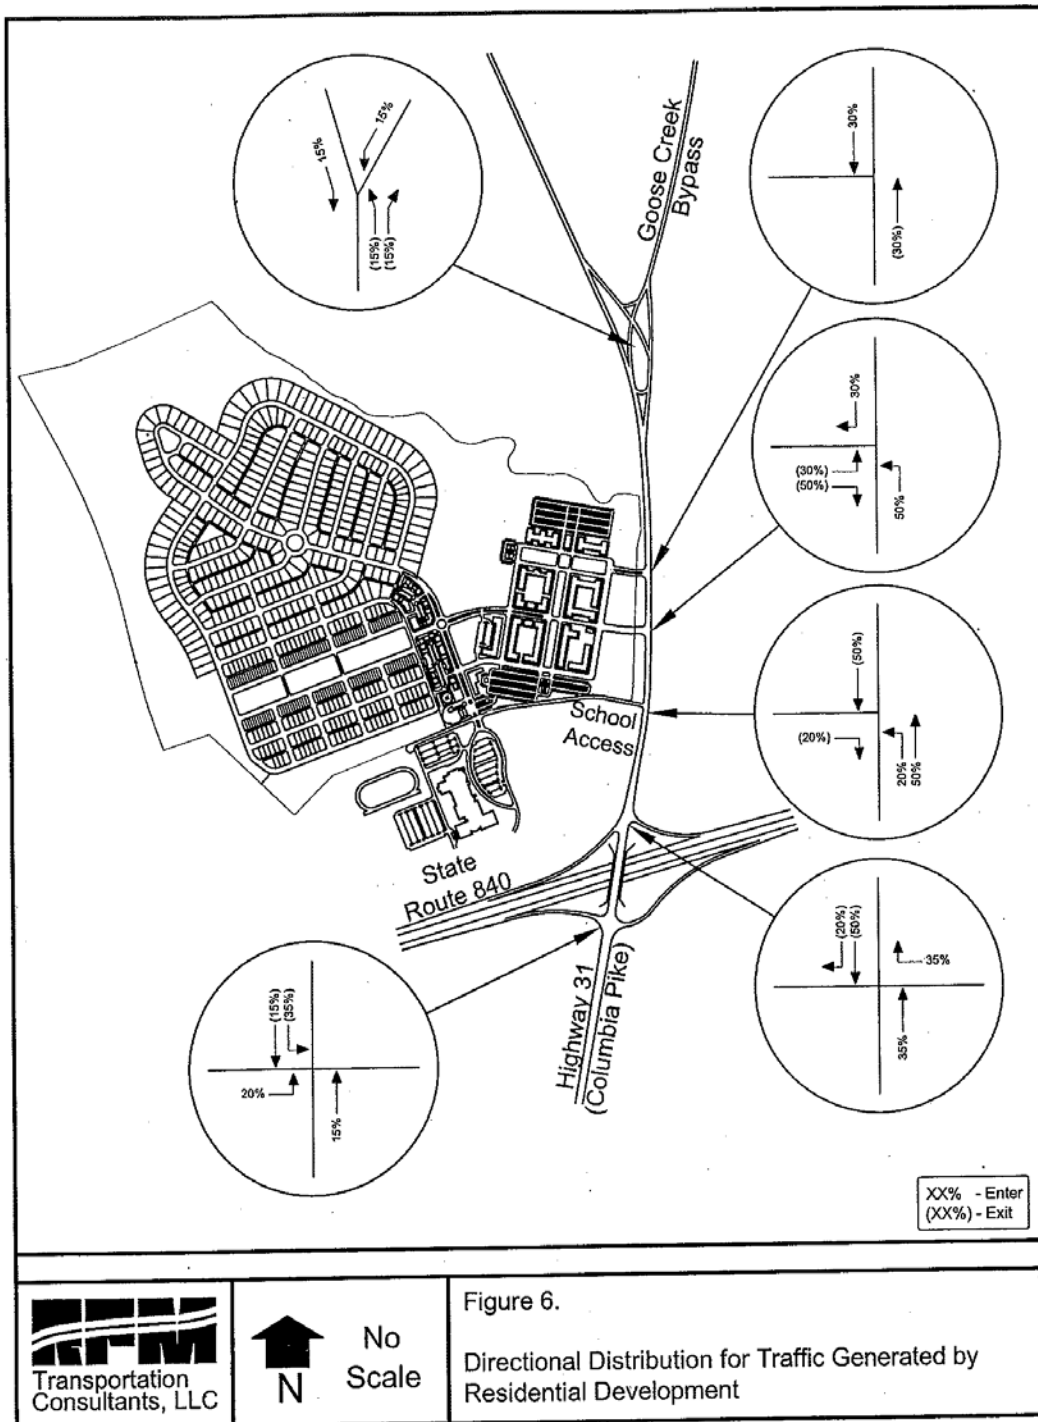 15%
15%
(15%)
(15%)
Goose Creek
Bypass
30%
(30%)
30%
(30%)
(50%)
50%
(50%)
(20%)
20%
50%
School
Access
State
Route 840
(20%)
(50%)
35%
35%
(15%)
(35%)
20%
15%
Highway 31
(Columbia Pike)
XX% - Enter
(XX%) - Exit
RPM
Transportation
Consultants, LLC
N
No
Scale
Figure 6.
Directional Distribution for Traffic Generated by
Residential Development